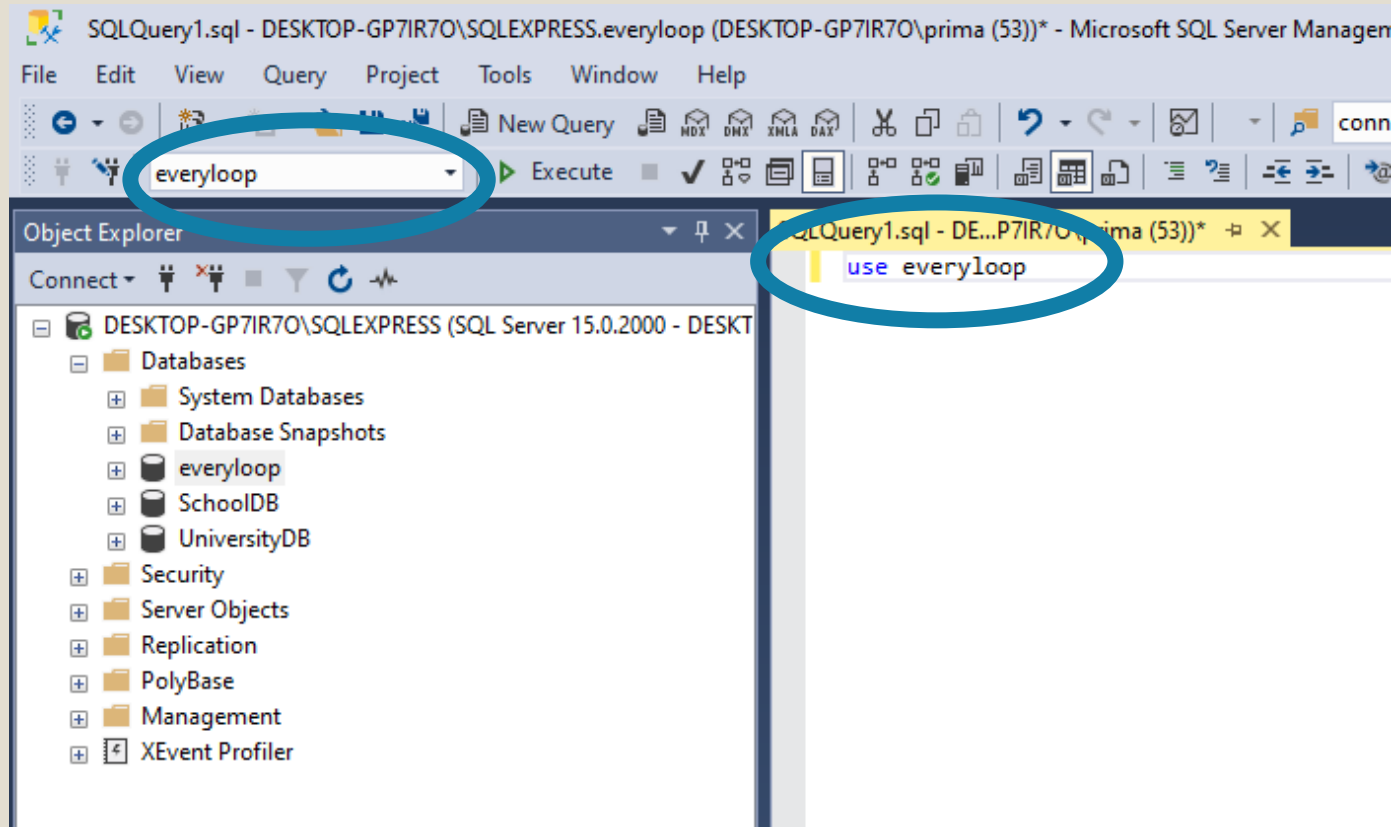 SQLQuery1.sql - DESKTOP-GP7IR7O\SQLEXPRESS.everyloop (DESKTOP-GP7IR7O\prima (53))* - Microsoft SQL Server Managem
File Edit View Query Project Tools Window Help
New Query MDX DMX XMLA DAX conn
everyloop Execute
Object Explorer
Connect
DESKTOP-GP7IR7O\SQLEXPRESS (SQL Server 15.0.2000 - DESKT
Databases
System Databases
Database Snapshots
everyloop
SchoolDB
UniversityDB
Security
Server Objects
Replication
PolyBase
Management
XEvent Profiler
SQLQuery1.sql - DE...P7IR7O\prima (53))*
use everyloop